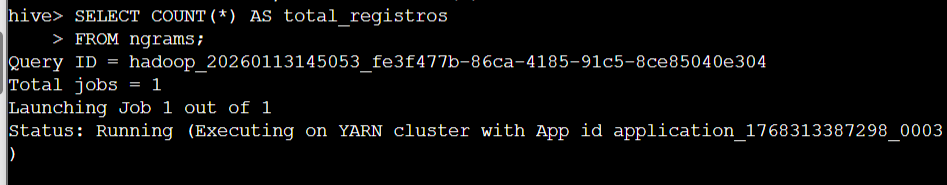 hive> SELECT COUNT(*) AS total_registros
    > FROM ngrams;
Query ID = hadoop_20260113145053_fe3f477b-86ca-4185-91c5-8ce85040e304
Total jobs = 1
Launching Job 1 out of 1
Status: Running (Executing on YARN cluster with App id application_1768313387298_0003
)